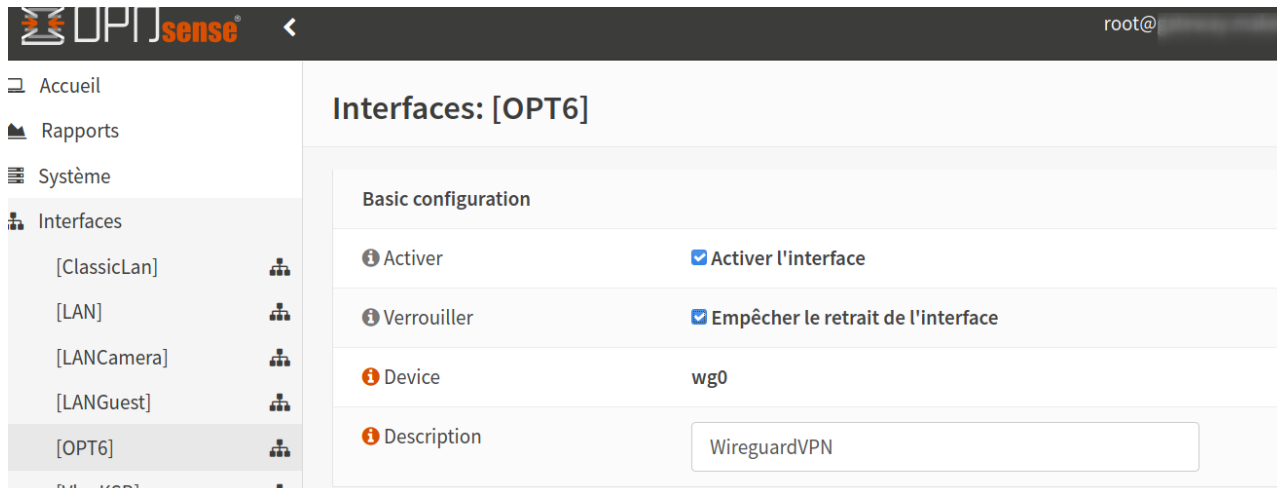 OPNsense®
root@
Accueil
Rapports
Système
Interfaces
[ClassicLan]
[LAN]
[LANCamera]
[LANGuest]
[OPT6]
Interfaces: [OPT6]
Basic configuration
Activer
Activer l'interface
Verrouiller
Empêcher le retrait de l'interface
Device
wg0
Description
WireguardVPN